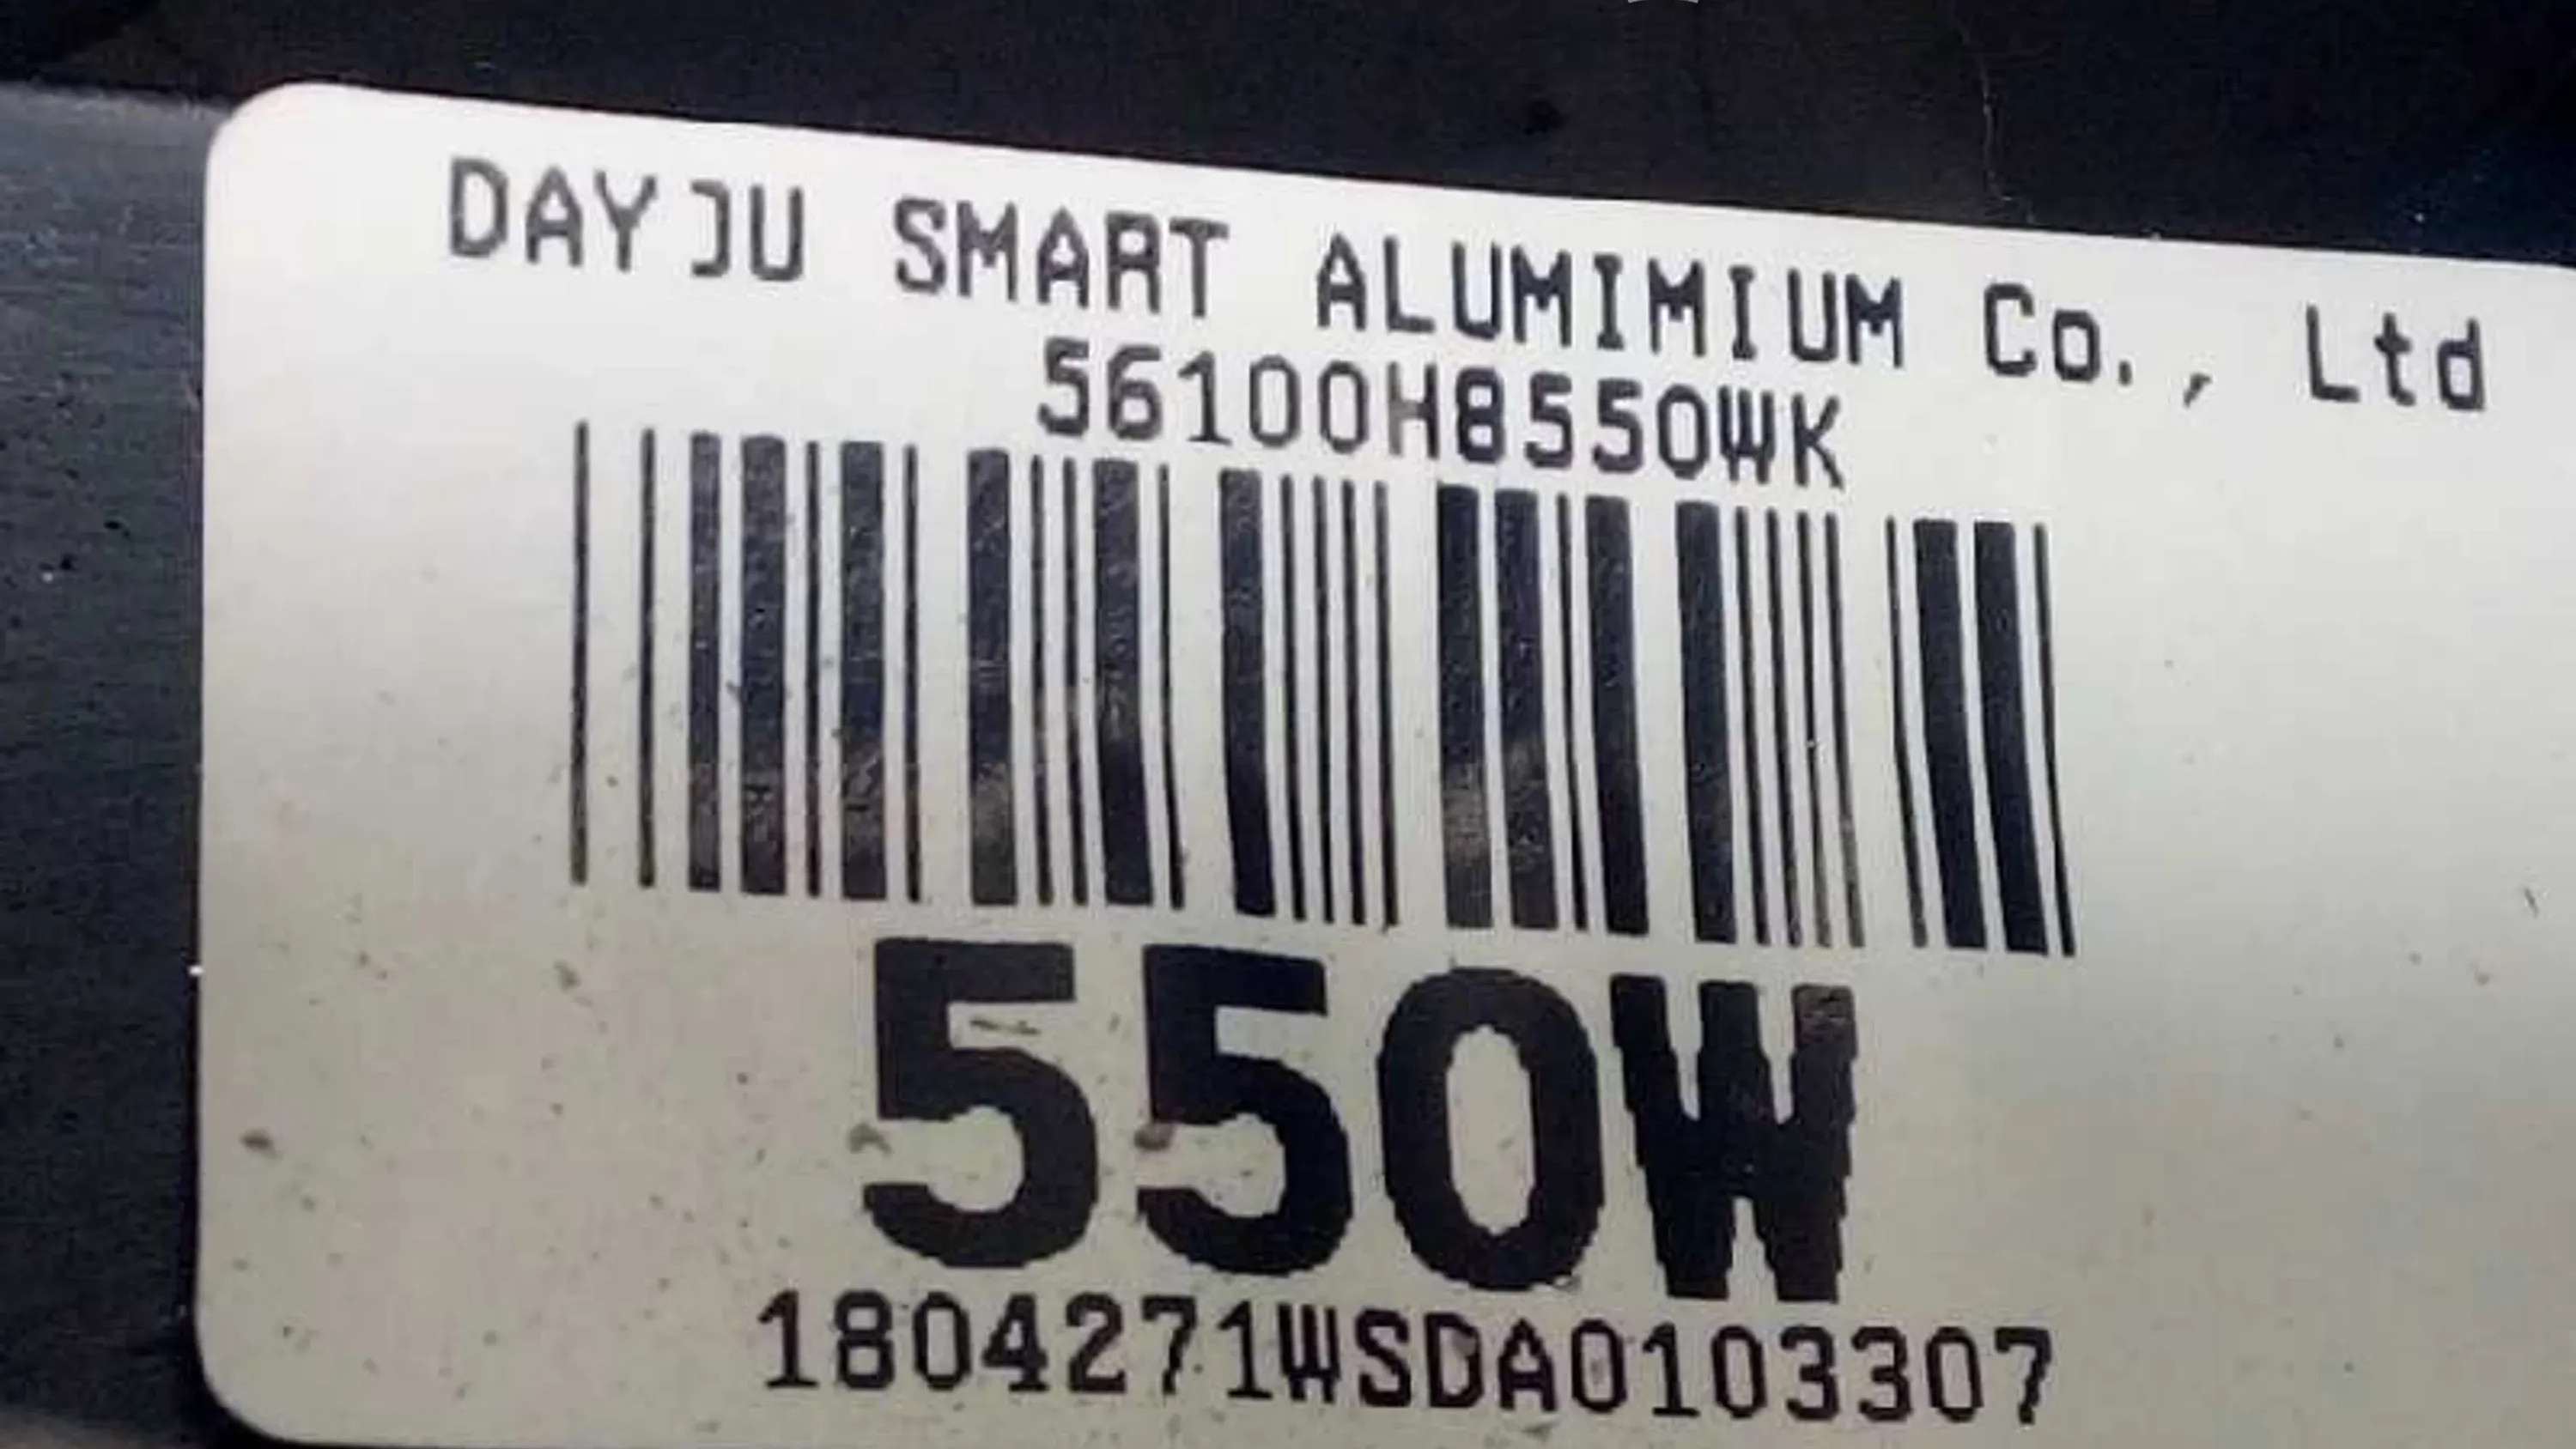 DAYJU SMART ALUMIMIUM Co., Ltd
56100H8550WK
550W
1804271WSDA0103307